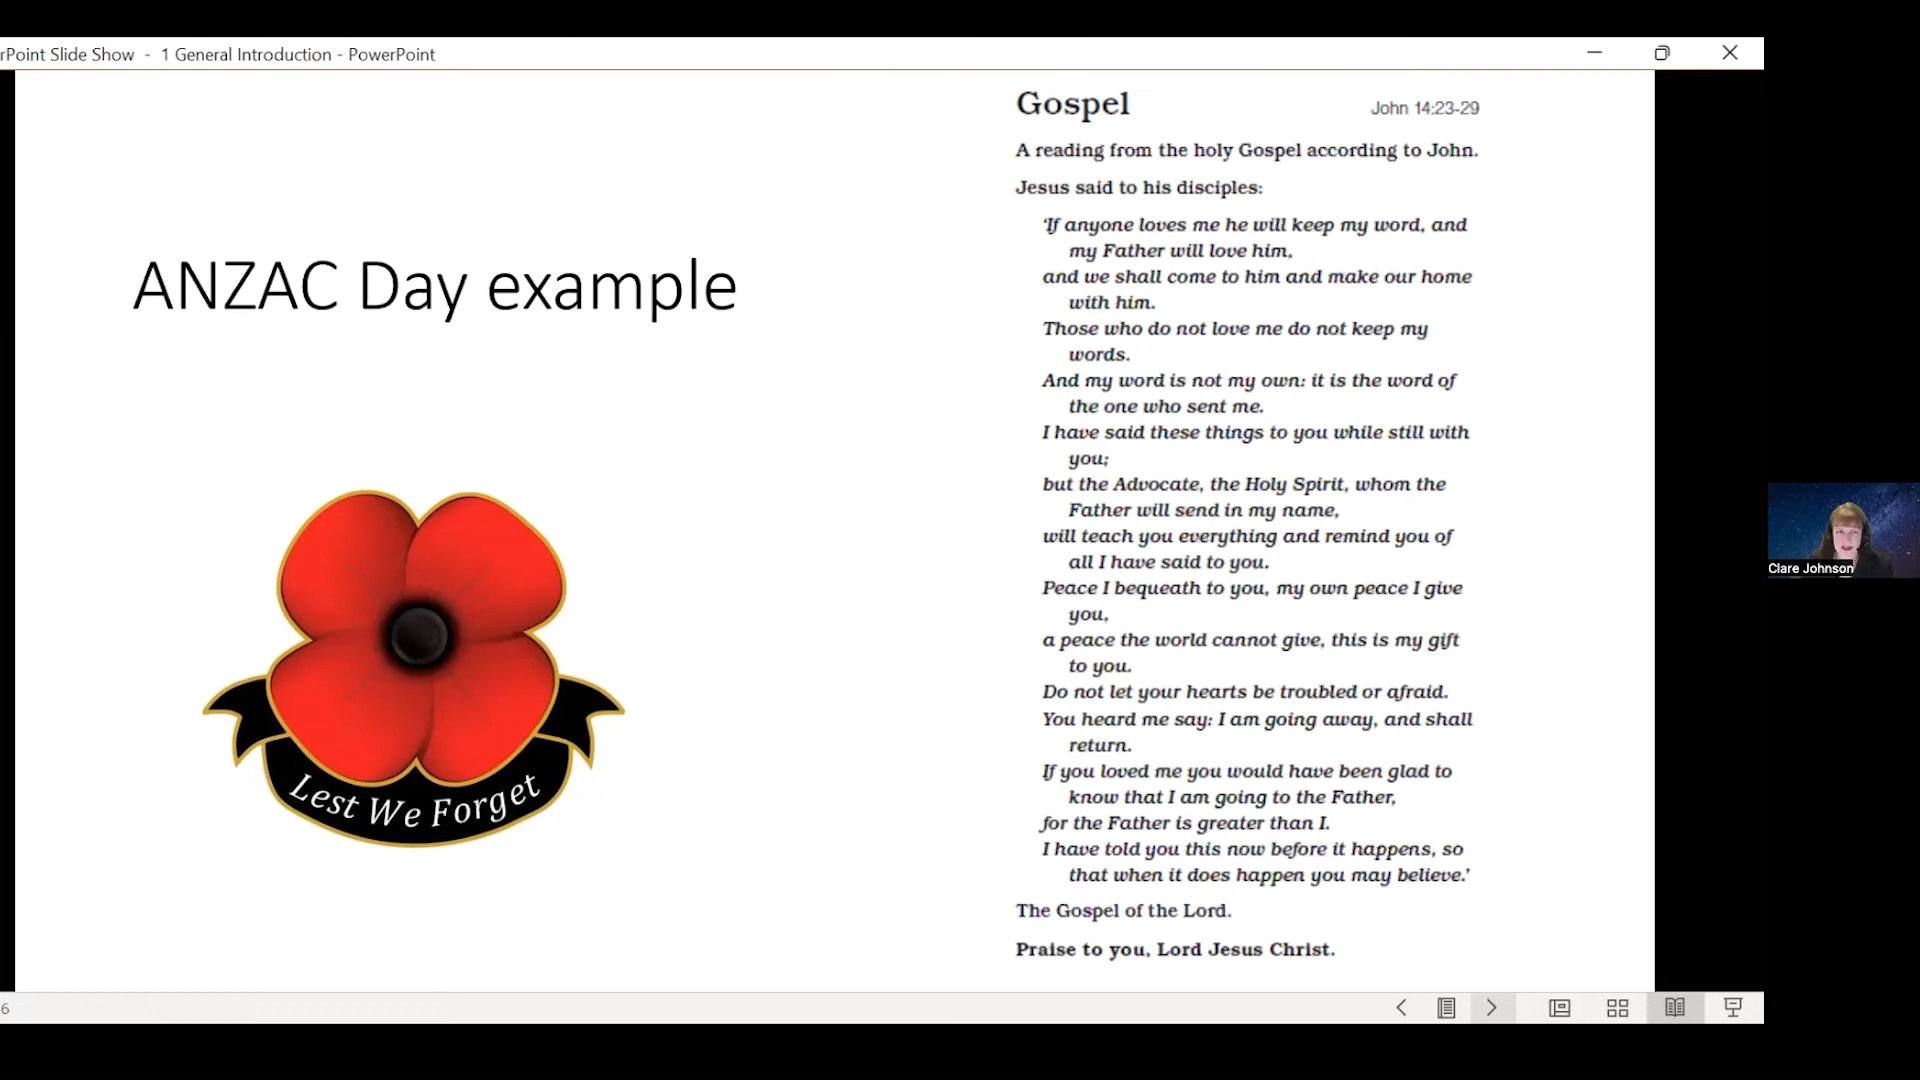 rPoint Slide Show - 1 General Introduction - PowerPoint
ANZAC Day example
Lest We Forget
Gospel
John 14:23-29
A reading from the holy Gospel according to John.
Jesus said to his disciples:
‘If anyone loves me he will keep my word, and
my Father will love him,
and we shall come to him and make our home
with him.
Those who do not love me do not keep my
words.
And my word is not my own: it is the word of
the one who sent me.
I have said these things to you while still with
you;
but the Advocate, the Holy Spirit, whom the
Father will send in my name,
will teach you everything and remind you of
all I have said to you.
Peace I bequeath to you, my own peace I give
you,
a peace the world cannot give, this is my gift
to you.
Do not let your hearts be troubled or afraid.
You heard me say: I am going away, and shall
return.
If you loved me you would have been glad to
know that I am going to the Father,
for the Father is greater than I.
I have told you this now before it happens, so
that when it does happen you may believe.’
The Gospel of the Lord.
Praise to you, Lord Jesus Christ.
Clare Johnson
6